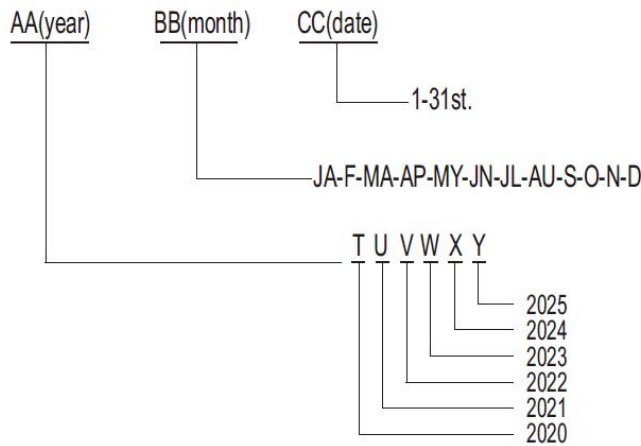 AA(year) BB(month) CC(date)
1-31st.
JA-F-MA-AP-MY-JN-JL-AU-S-O-N-D
T U V W X Y
2025
2024
2023
2022
2021
2020